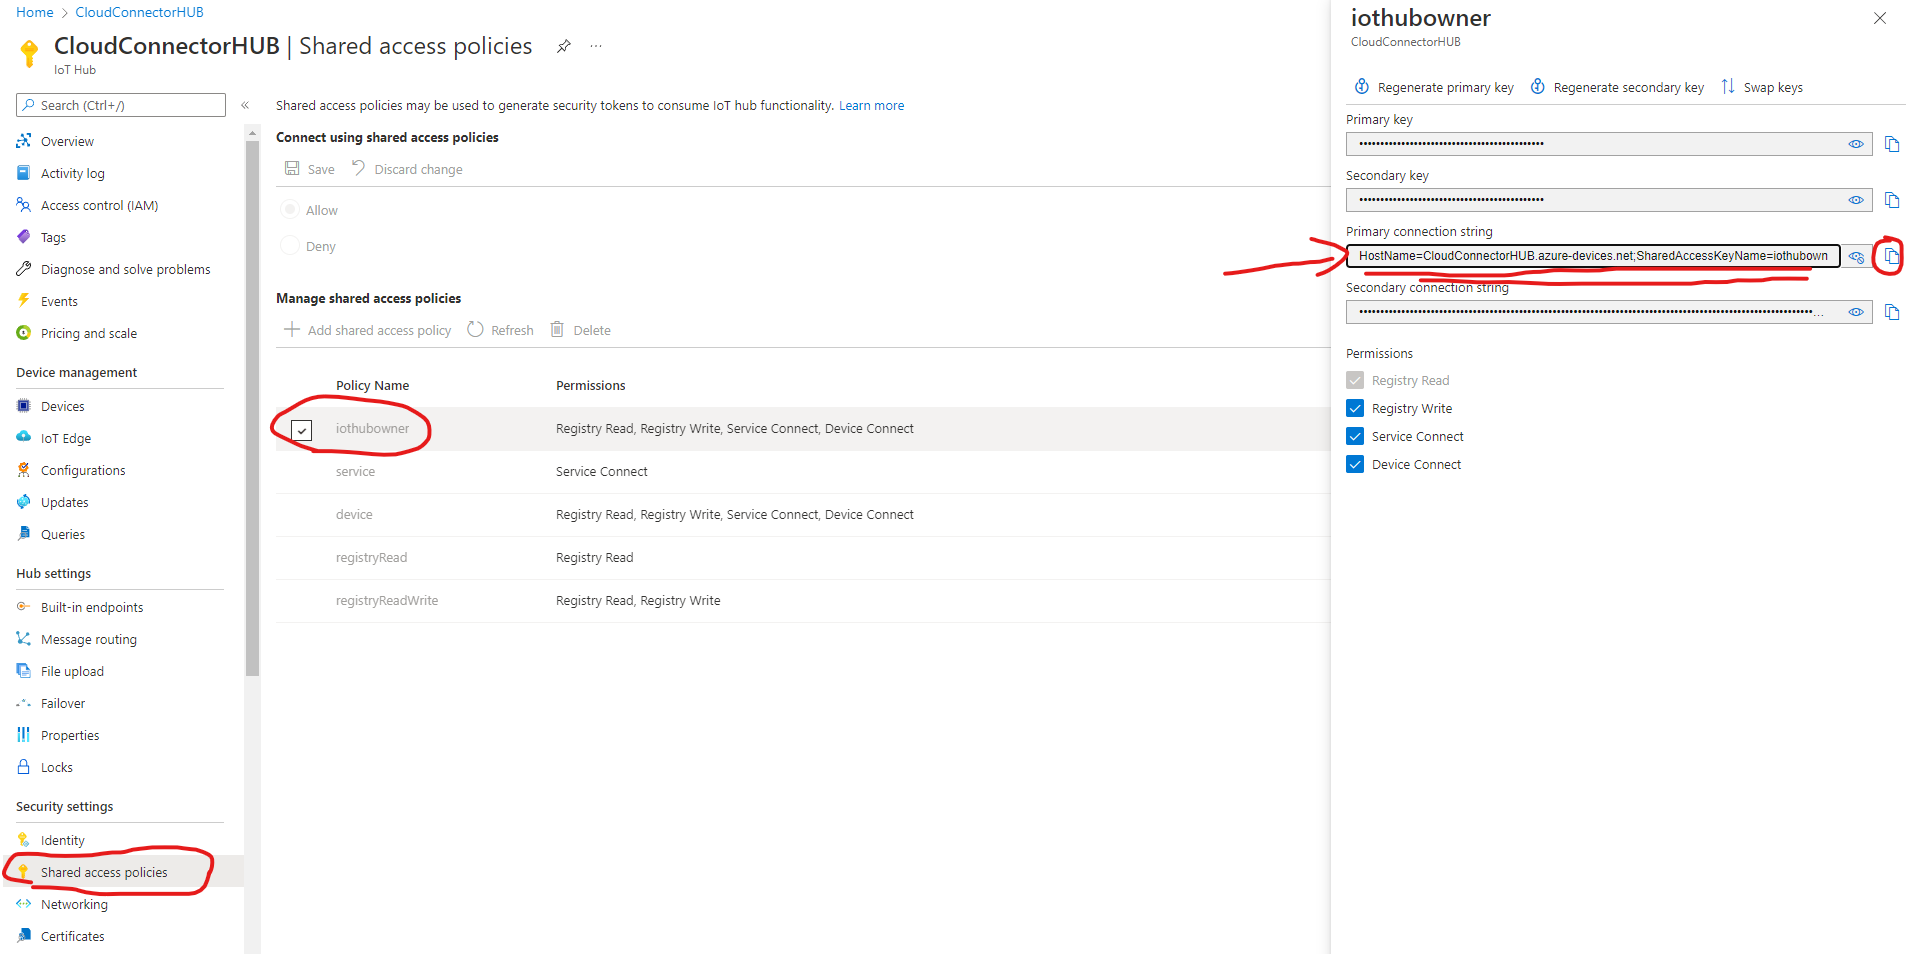 Home > CloudConnectorHUB
CloudConnectorHUB | Shared access policies
IoT Hub
Search (Ctrl+/)
Overview
Activity log
Access control (IAM)
Tags
Diagnose and solve problems
Events
Pricing and scale
Device management
Devices
IoT Edge
Configurations
Updates
Queries
Hub settings
Built-in endpoints
Message routing
File upload
Failover
Properties
Locks
Security settings
Identity
Shared access policies
Networking
Certificates
Shared access policies may be used to generate security tokens to consume IoT hub functionality. Learn more
Connect using shared access policies
Save Discard change
Allow
Deny
Manage shared access policies
Add shared access policy Refresh Delete
Policy Name Permissions
iothubowner Registry Read, Registry Write, Service Connect, Device Connect
service Service Connect
device Registry Read, Registry Write, Service Connect, Device Connect
registryRead Registry Read
registryReadWrite Registry Read, Registry Write
iothubowner
CloudConnectorHUB
Regenerate primary key Regenerate secondary key Swap keys
Primary key
Secondary key
Primary connection string
HostName=CloudConnectorHUB.azure-devices.net;SharedAccessKeyName=iothubown
Secondary connection string
Permissions
Registry Read
Registry Write
Service Connect
Device Connect